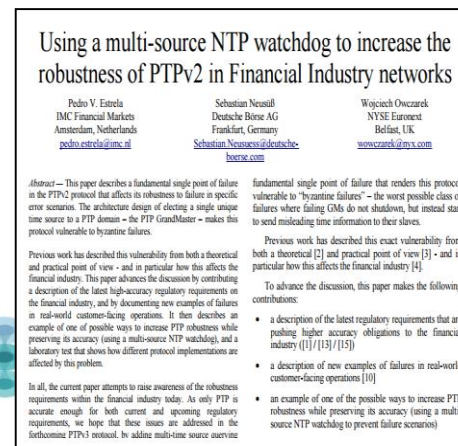 Using a multi-source NTP watchdog to increase the
robustness of PTPv2 in Financial Industry networks
Pedro V. Estrela
IMC Financial Markets
Amsterdam, Netherlands
pedro.estrela@imc.nl
Sebastian Neusüß
Deutsche Börse AG
Frankfurt, Germany
Sebastian.Neusuess@deutsche-
boerse.com
Wojciech Owczarek
NYSE Euronext
Belfast, UK
wowczarek@nyx.com
Abstract — This paper describes a fundamental single point of failure
in the PTPv2 protocol that affects its robustness to failure in specific
error scenarios. The architecture design of electing a single unique
time source to a PTP domain – the PTP GrandMaster – makes this
protocol vulnerable to byzantine failures.
Previous work has described this vulnerability from both a theoretical
and practical point of view - and in particular how this affects the
financial industry. This paper advances the discussion by contributing
a description of the latest high-accuracy regulatory requirements on
the financial industry, and by documenting new examples of failures
in real-world customer-facing operations. It then describes an
example of one of possible ways to increase PTP robustness while
preserving its accuracy (using a multi-source NTP watchdog), and a
laboratory test that shows how different protocol implementations are
affected by this problem.
In all, the current paper attempts to raise awareness of the robustness
requirements within the financial industry today. As only PTP is
accurate enough for both current and upcoming regulatory
requirements, we hope that these issues are addressed in the
forthcoming PTPv3 protocol, by adding multi-time source querying
fundamental single point of failure that renders this protocol
vulnerable to "byzantine failures" – the worst possible class of
failures where failing GMs do not shutdown, but instead start
to send misleading time information to their slaves.
Previous work has described this exact vulnerability from
both a theoretical [2] and practical point of view [3] - and in
particular how this affects the financial industry [4].
To advance the discussion, this paper makes the following
contributions:
• a description of the latest regulatory requirements that are
pushing higher accuracy obligations to the financial
industry ([1] / [13] / [15])
• a description of new examples of failures in real-world
customer-facing operations [10]
• an example of one of possible ways to increase PTP
robustness while preserving its accuracy (using a multi-
source NTP watchdog to prevent failure scenarios)